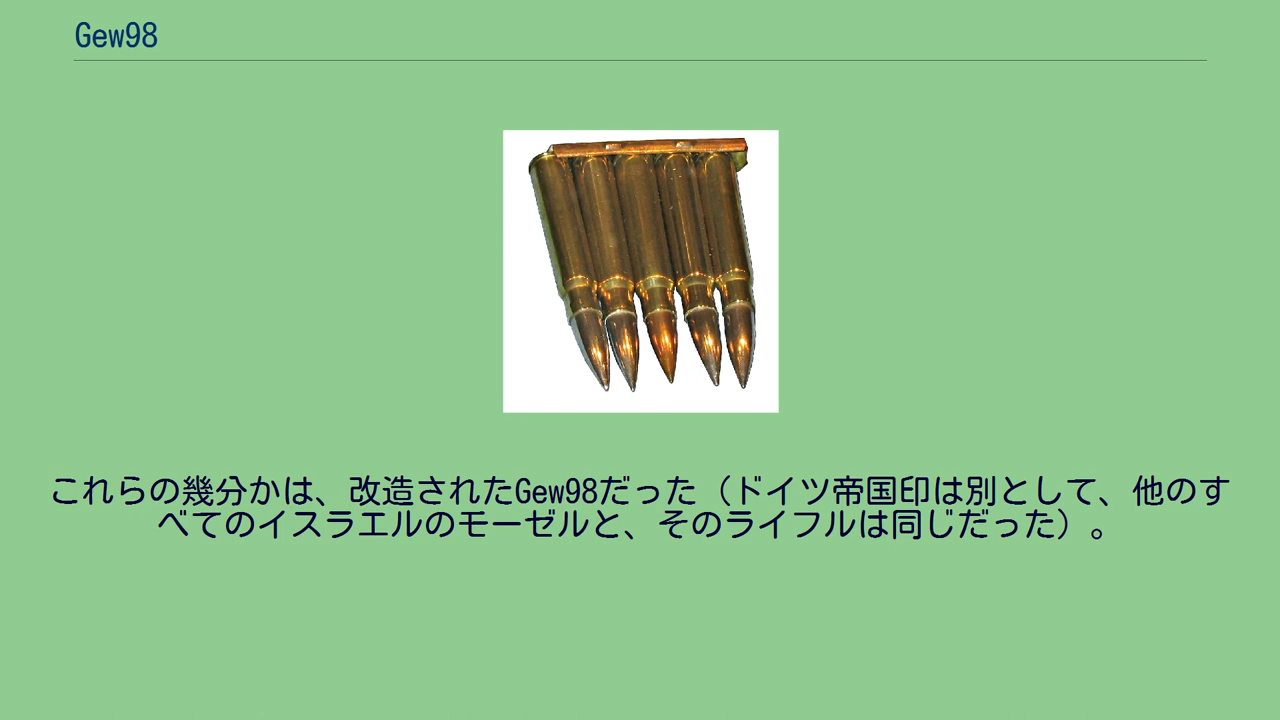 Gew98
これらの幾分かは、改造されたGew98だった（ドイツ帝国印は別として、他のす
べてのイスラエルのモーゼルと、そのライフルは同じだった）。